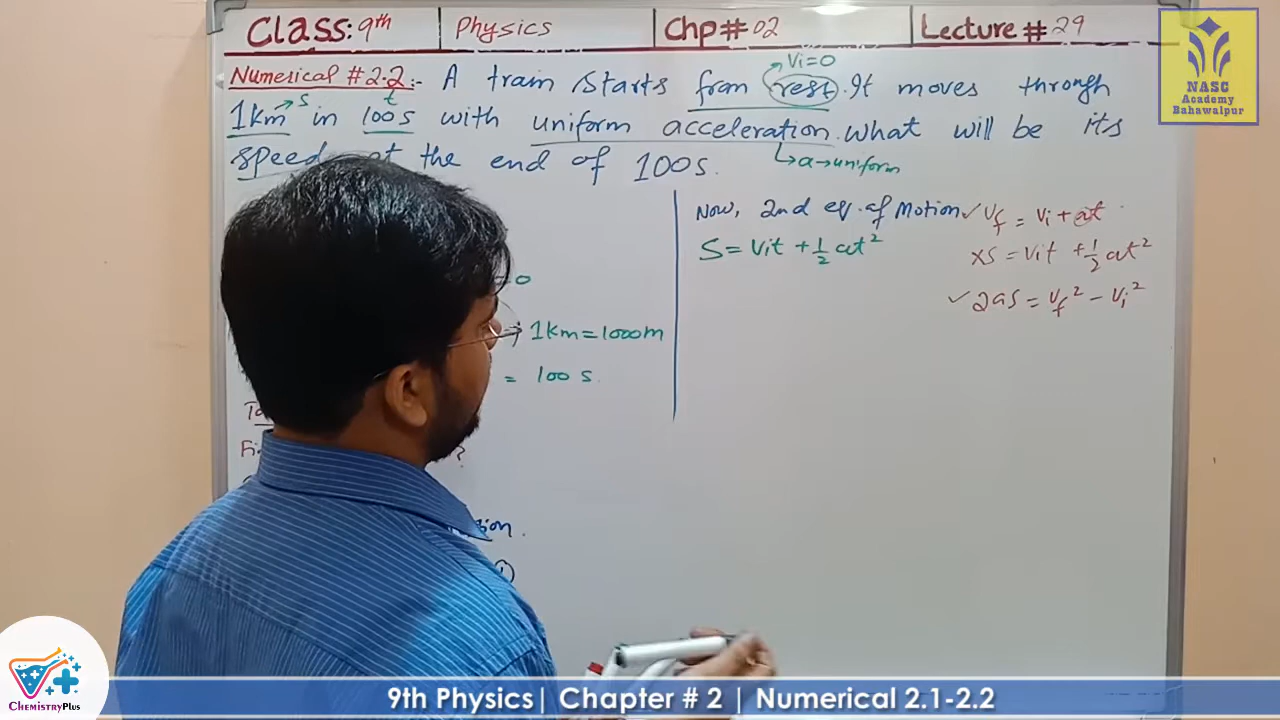 Class: 9th Physics Chp# 02 Lecture # 29
NASC
Academy
Bahawalpur
Vi=0
Numerical # 2.2:- A train starts from rest. It moves through
s t
1Km in 100s with uniform acceleration. What will be its
speed at the end of 100s.
a→uniform
= 0
1Km = 1000m
= 100 s.
?
①
Now, 2nd eq. of Motion
S = Vit + 1/2 at²
✓ Vf = Vi + at
×S = Vit + 1/2 at²
✓ 2aS = Vf² - Vi²
ChemistryPlus
9th Physics| Chapter # 2 | Numerical 2.1-2.2